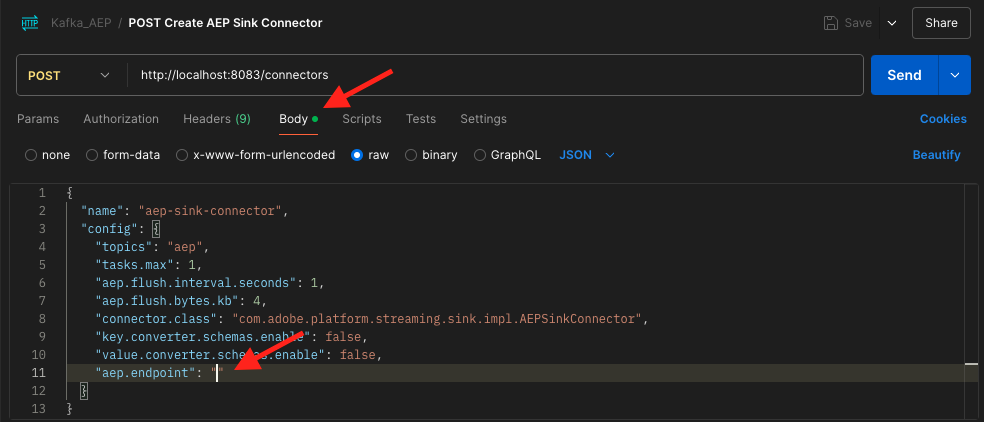 HTTP Kafka_AEP / POST Create AEP Sink Connector Save Share
POST http://localhost:8083/connectors Send
Params Authorization Headers (9) Body Scripts Tests Settings Cookies
none form-data x-www-form-urlencoded raw binary GraphQL JSON Beautify
1 {
2 "name": "aep-sink-connector",
3 "config": {
4 "topics": "aep",
5 "tasks.max": 1,
6 "aep.flush.interval.seconds": 1,
7 "aep.flush.bytes.kb": 4,
8 "connector.class": "com.adobe.platform.streaming.sink.impl.AEPSinkConnector",
9 "key.converter.schemas.enable": false,
10 "value.converter.schemas.enable": false,
11 "aep.endpoint": ""
12 }
13 }